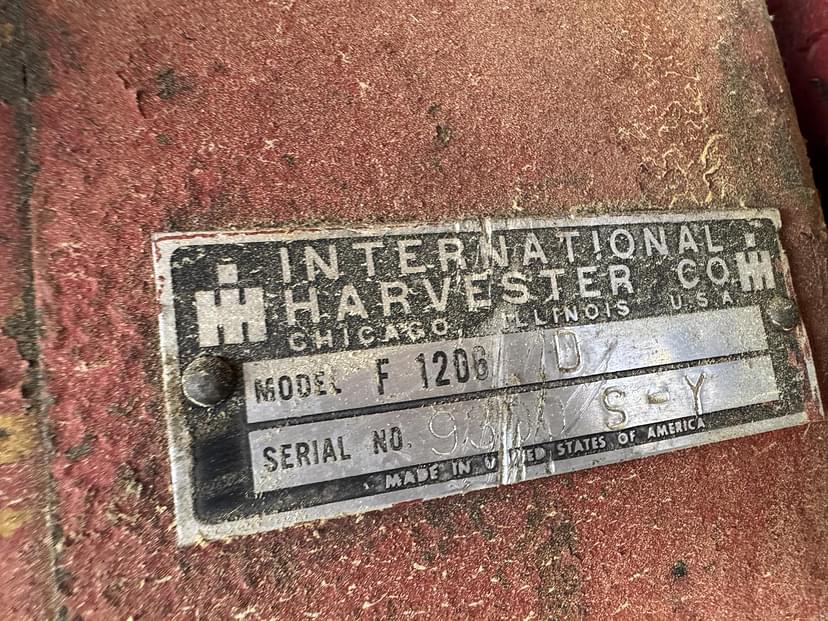 INTERNATIONAL
HARVESTER CO.
CHICAGO, ILLINOIS U.S.A.
MODEL F 1206 D
SERIAL NO. S-Y
MADE IN UNITED STATES OF AMERICA